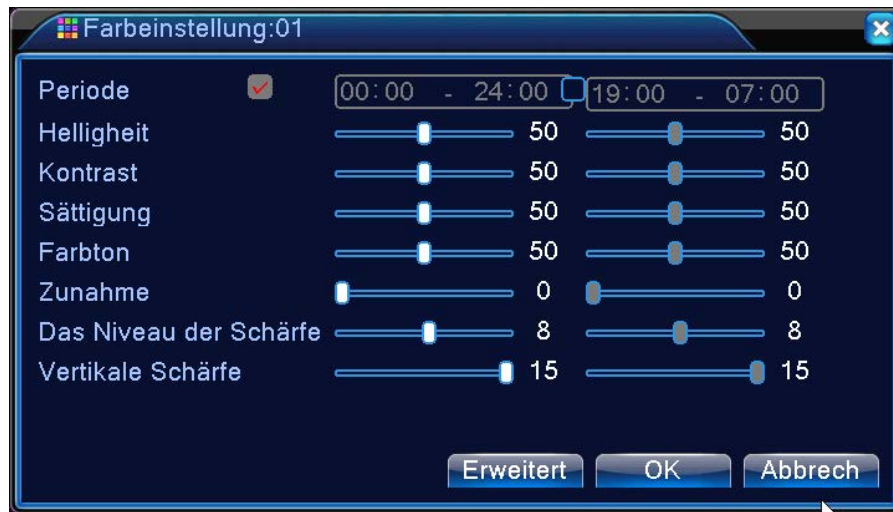 Farbeinstellung:01
Periode 00:00 - 24:00 19:00 - 07:00
Helligheit 50 50
Kontrast 50 50
Sättigung 50 50
Farbton 50 50
Zunahme 0 0
Das Niveau der Schärfe 8 8
Vertikale Schärfe 15 15
Erweitert OK Abbrech